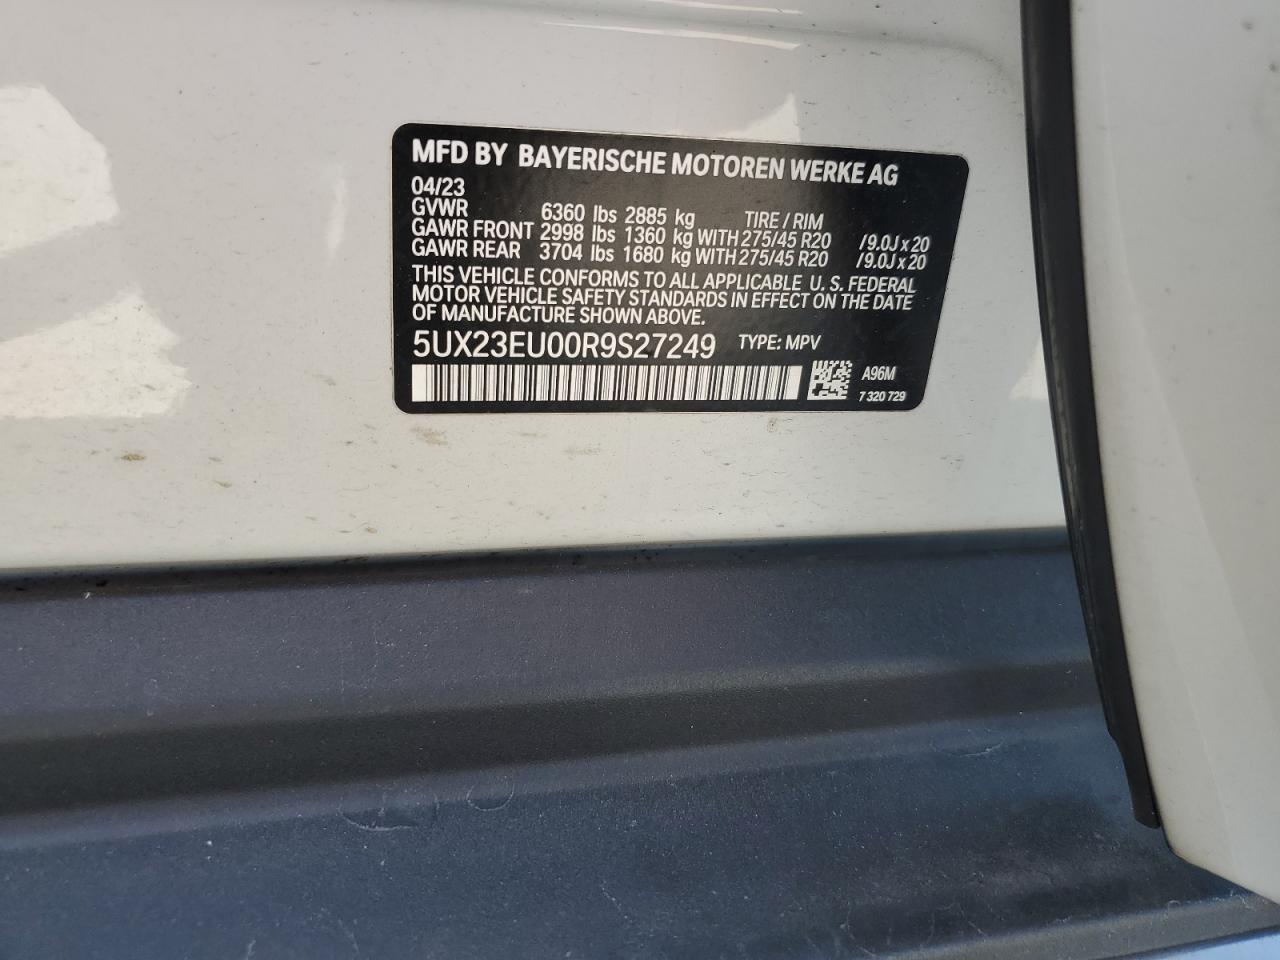 MFD BY BAYERISCHE MOTOREN WERKE AG
04/23
GVWR 6360 lbs 2885 kg TIRE / RIM
GAWR FRONT 2998 lbs 1360 kg WITH 275/45 R20 /9.0J x 20
GAWR REAR 3704 lbs 1680 kg WITH 275/45 R20 /9.0J x 20
THIS VEHICLE CONFORMS TO ALL APPLICABLE U. S. FEDERAL
MOTOR VEHICLE SAFETY STANDARDS IN EFFECT ON THE DATE
OF MANUFACTURE SHOWN ABOVE.
5UX23EU00R9S27249 TYPE: MPV
A96M
7 320 729